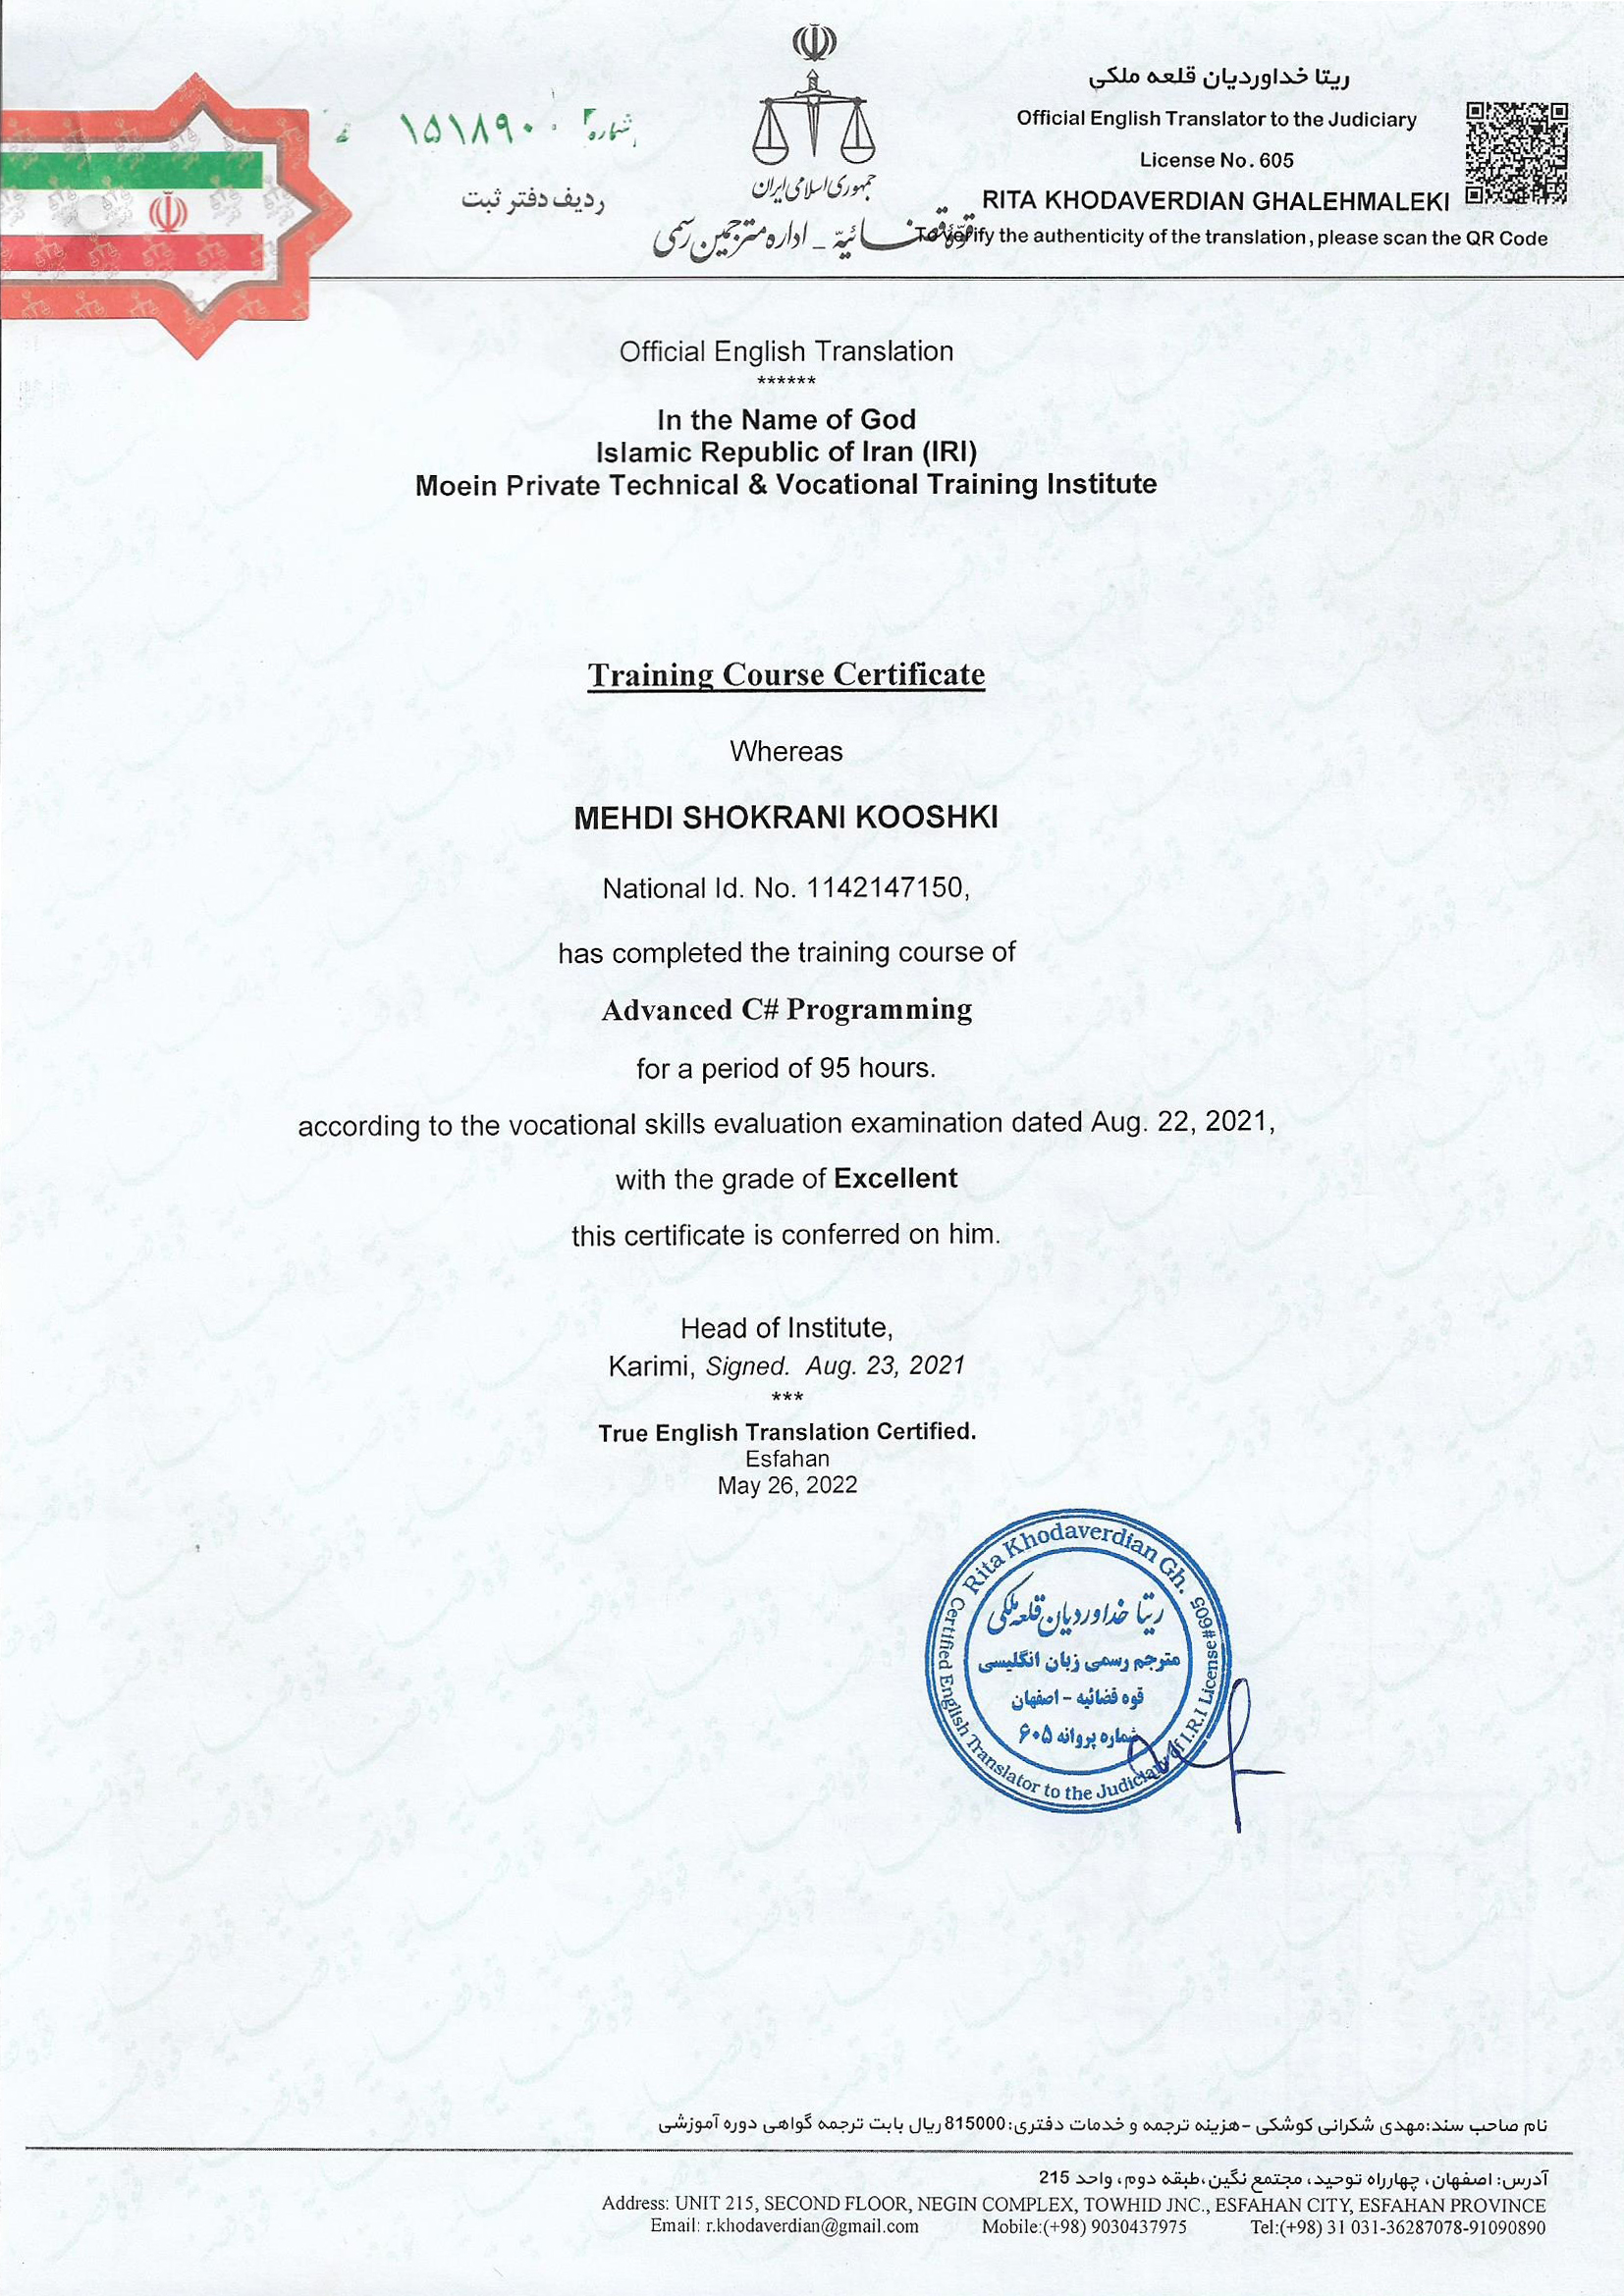 شماره ۱۵۱۸۹۰
ردیف دفتر ثبت
جمهوری اسلامی ایران
قوّه قضائیّه - اداره مترجمین رسمی
ریتا خداوردیان قلعه ملکی
Official English Translator to the Judiciary
License No. 605
RITA KHODAVERDIAN GHALEHMALEKI
To verify the authenticity of the translation, please scan the QR Code
Official English Translation
******
In the Name of God
Islamic Republic of Iran (IRI)
Moein Private Technical & Vocational Training Institute
Training Course Certificate
Whereas
MEHDI SHOKRANI KOOSHKI
National Id. No. 1142147150,
has completed the training course of
Advanced C# Programming
for a period of 95 hours.
according to the vocational skills evaluation examination dated Aug. 22, 2021,
with the grade of Excellent
this certificate is conferred on him.
Head of Institute,
Karimi, Signed. Aug. 23, 2021
***
True English Translation Certified.
Esfahan
May 26, 2022
Rita Khodaverdian Gh.
Certified English Translator to the Judiciary of I.R.I License#605
ریتا خداوردیان قلعه ملکی
مترجم رسمی زبان انگلیسی
قوه قضائیه - اصفهان
شماره پروانه ۶۰۵
نام صاحب سند:مهدی شکرانی کوشکی -هزینه ترجمه و خدمات دفتری:815000ریال بابت ترجمه گواهی دوره آموزشی
آدرس: اصفهان، چهارراه توحید، مجتمع نگین،طبقه دوم، واحد 215
Address: UNIT 215, SECOND FLOOR, NEGIN COMPLEX, TOWHID JNC., ESFAHAN CITY, ESFAHAN PROVINCE
Email: r.khodaverdian@gmail.com Mobile:(+98) 9030437975 Tel:(+98) 31 031-36287078-91090890